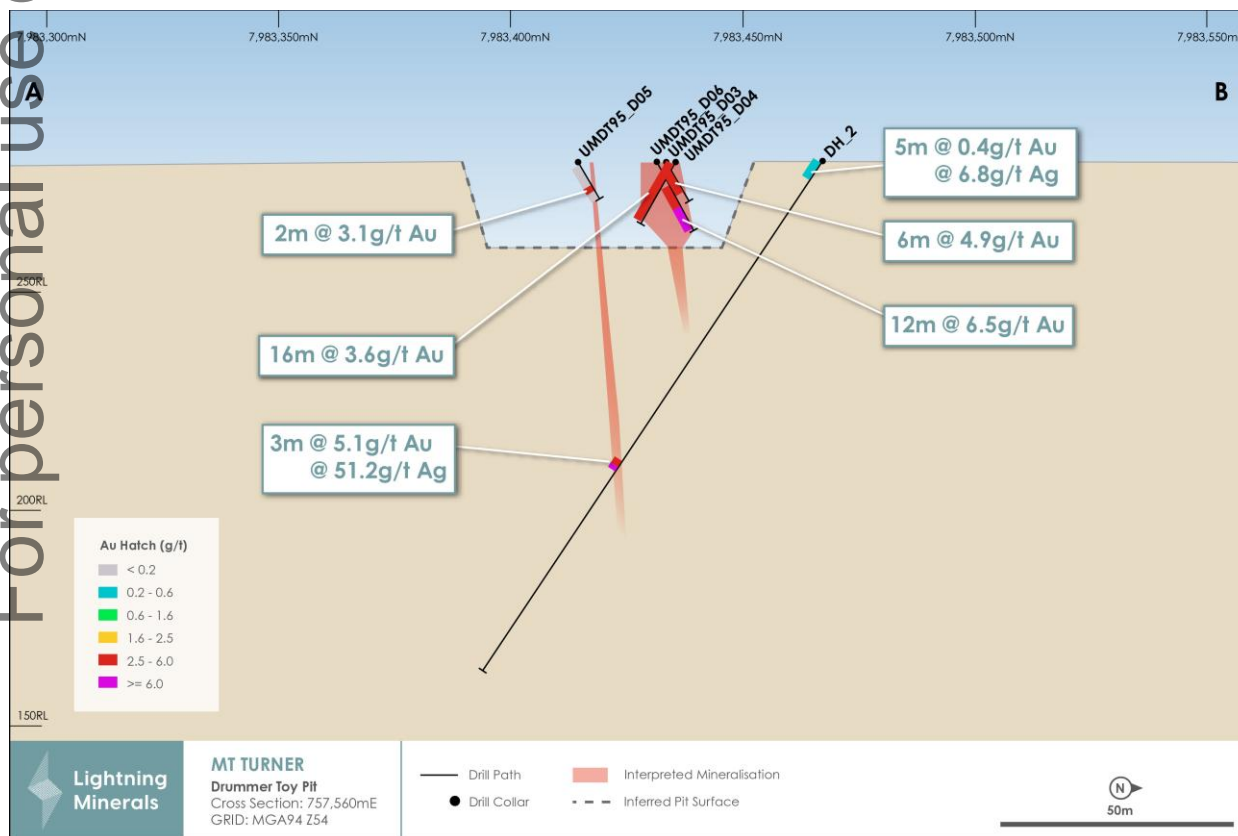 For personal use
7,983,300mN
7,983,350mN
7,983,400mN
7,983,450mN
7,983,500mN
7,983,550m
A
B
UMDT95_D05
UMDT95_D06
UMDT95_D03
UMDT95_D04
DH_2
5m @ 0.4g/t Au
@ 6.8g/t Ag
2m @ 3.1g/t Au
6m @ 4.9g/t Au
250RL
12m @ 6.5g/t Au
16m @ 3.6g/t Au
3m @ 5.1g/t Au
@ 51.2g/t Ag
200RL
Au Hatch (g/t)
< 0.2
0.2 - 0.6
0.6 - 1.6
1.6 - 2.5
2.5 - 6.0
>= 6.0
150RL
Lightning
Minerals
MT TURNER
Drummer Toy Pit
Cross Section: 757,560mE
GRID: MGA94 Z54
Drill Path
Drill Collar
Interpreted Mineralisation
Inferred Pit Surface
N
50m